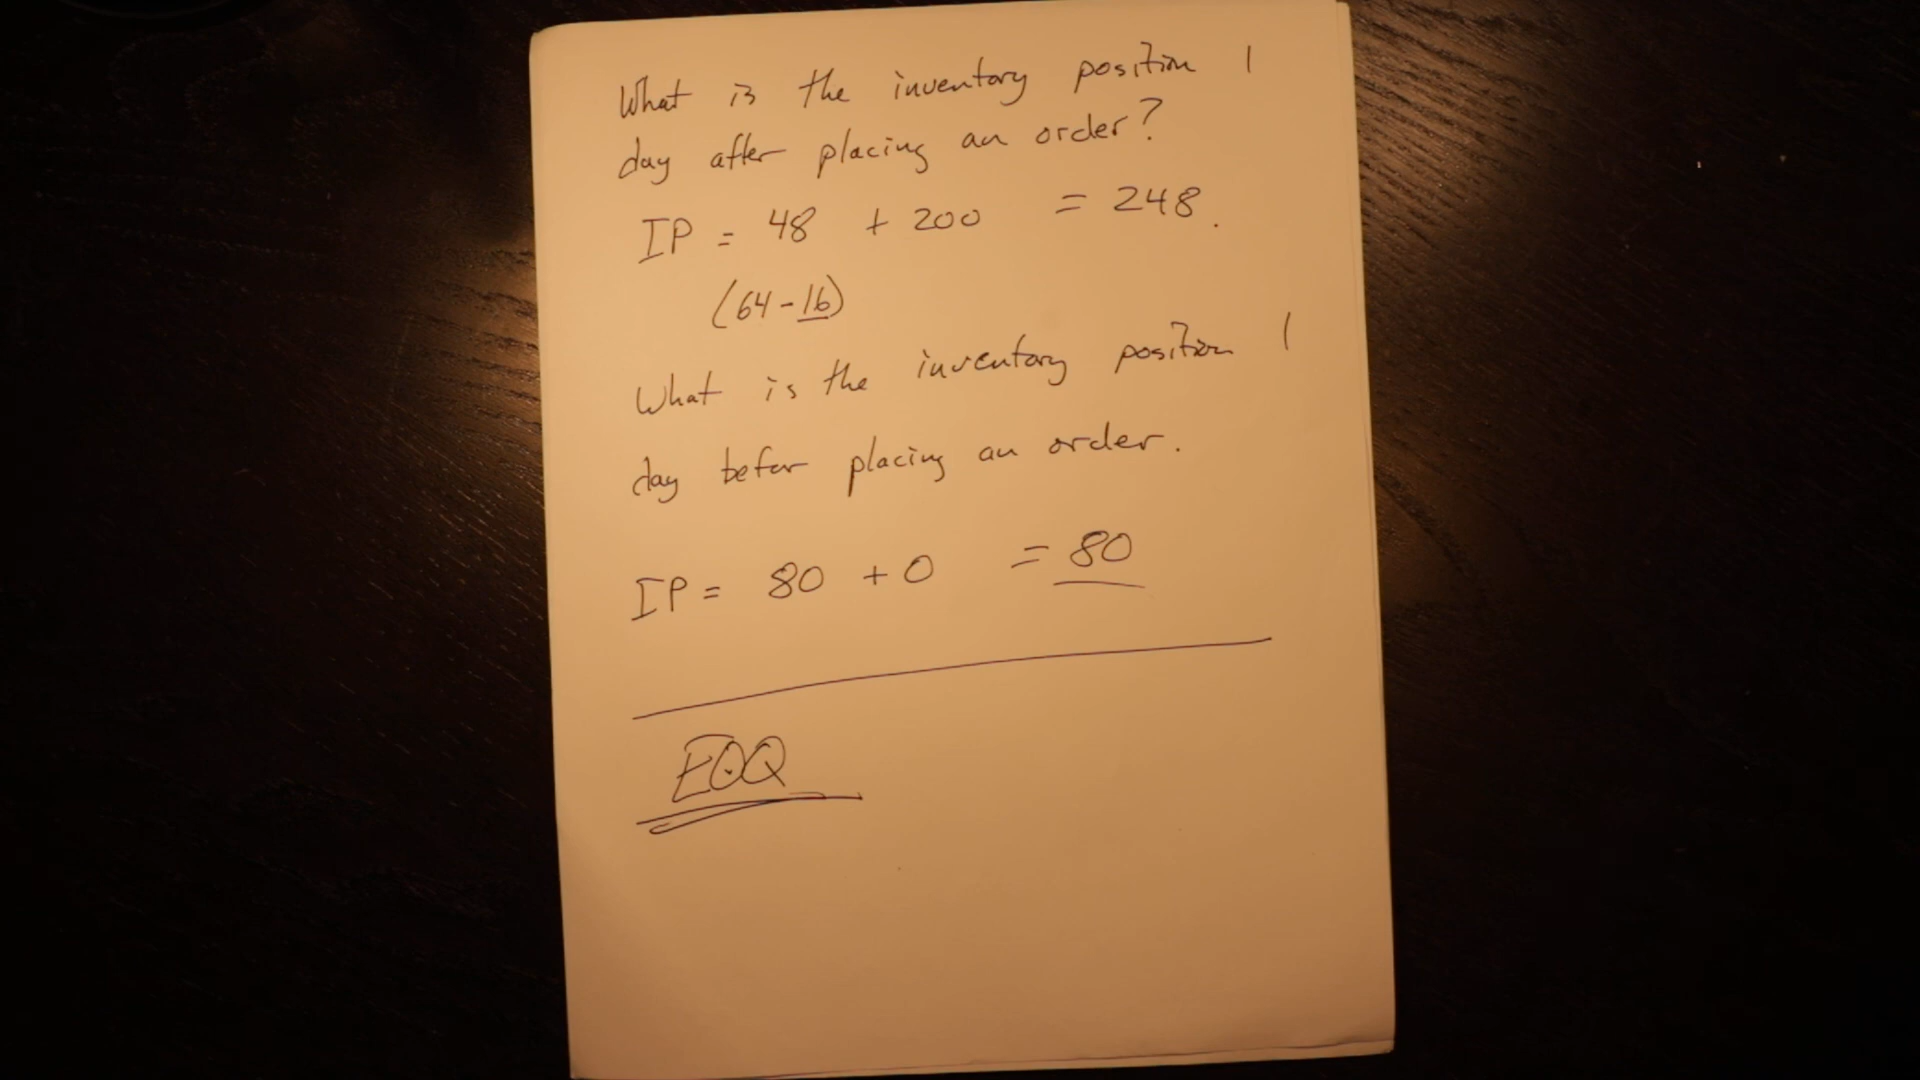 What is the inventory position 1
day after placing an order?
IP = 48 + 200 = 248.
(64-16)
What is the inventory position 1
day befor placing an order.
IP = 80 + 0 = 80
EOQ